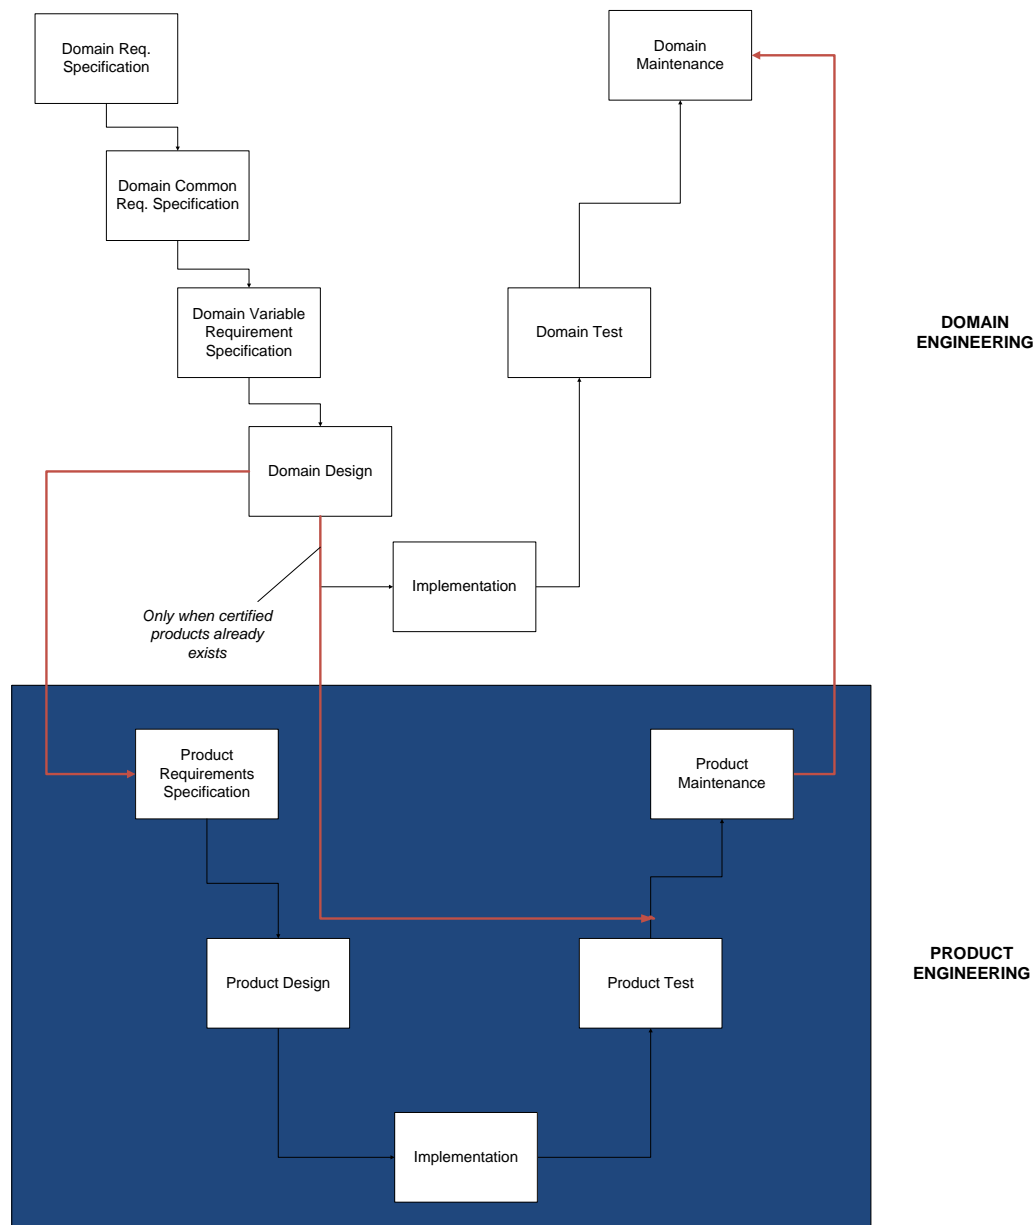 Domain Req.
Specification
Domain
Maintenance
Domain Common
Req. Specification
Domain Variable
Requirement
Specification
Domain Test
DOMAIN
ENGINEERING
Domain Design
Implementation
Only when certified
products already
exists
Product
Requirements
Specification
Product
Maintenance
Product Design
Product Test
PRODUCT
ENGINEERING
Implementation